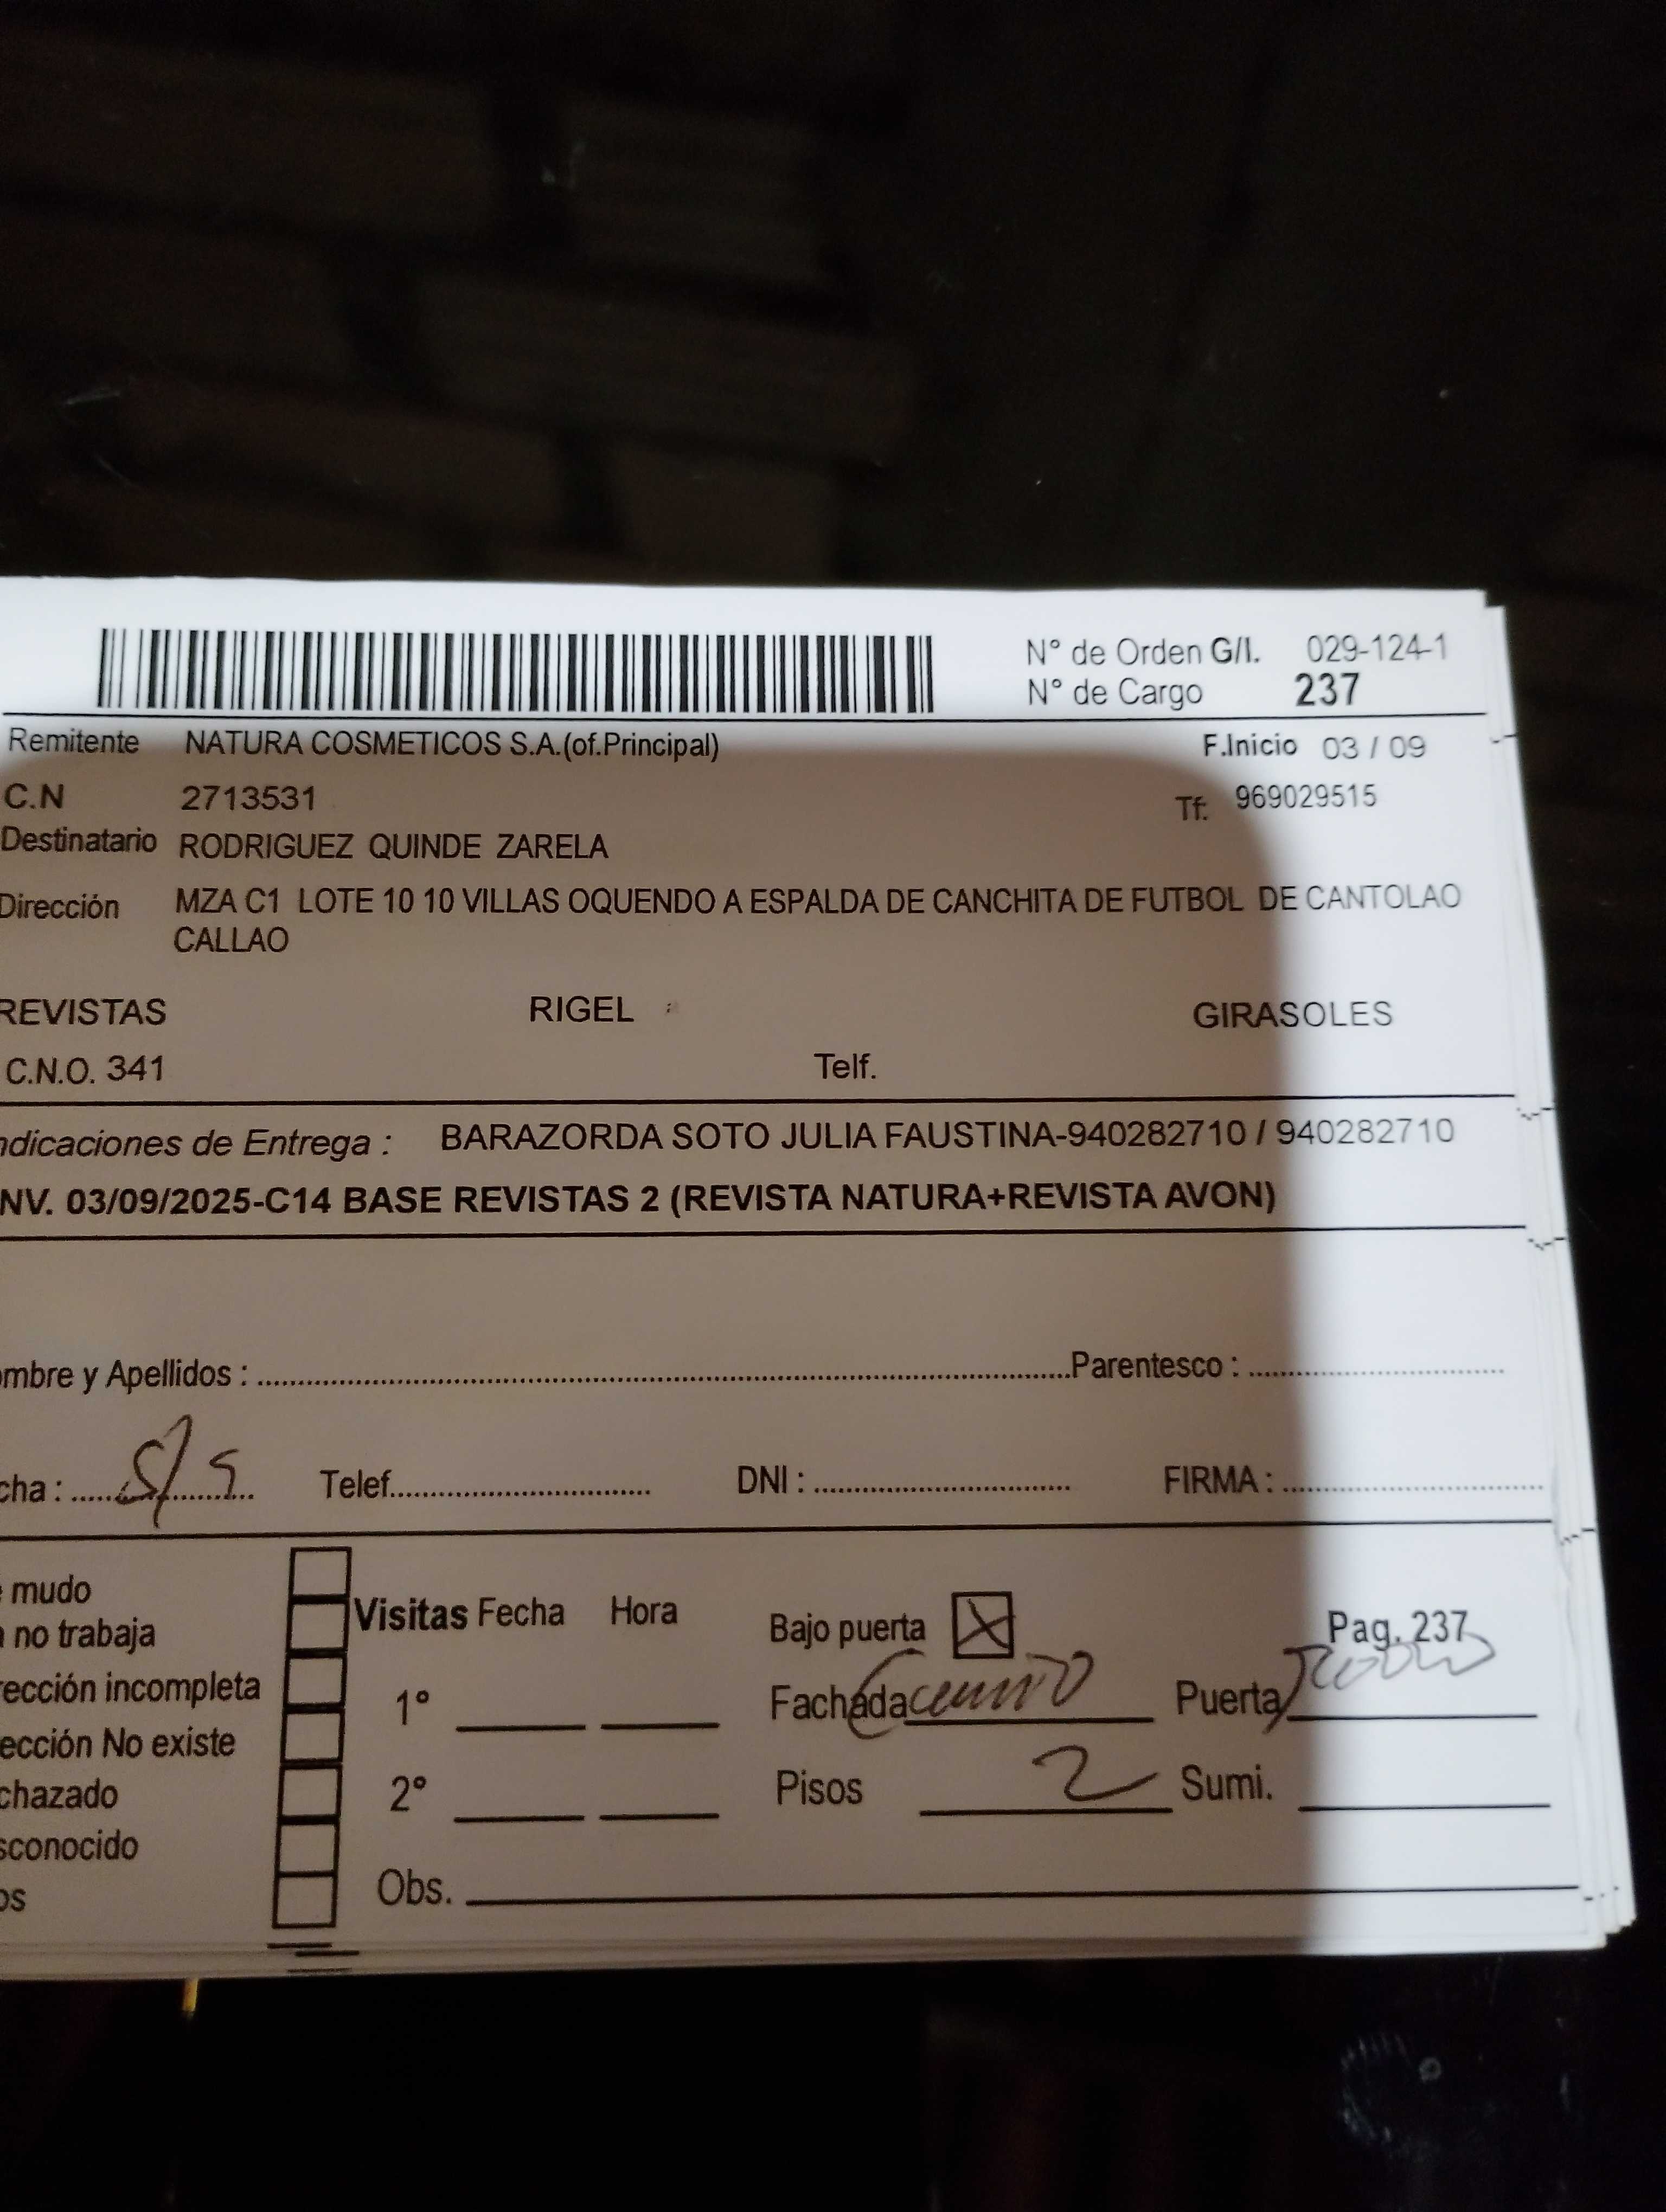 N° de Orden G/I. 029-124-1
N° de Cargo 237
Remitente NATURA COSMETICOS S.A.(of.Principal) F.Inicio 03 / 09
C.N 2713531 Tf: 969029515
Destinatario RODRIGUEZ QUINDE ZARELA
Dirección MZA C1 LOTE 10 10 VILLAS OQUENDO A ESPALDA DE CANCHITA DE FUTBOL DE CANTOLAO
CALLAO
REVISTAS RIGEL GIRASOLES
C.N.O. 341 Telf.
ndicaciones de Entrega : BARAZORDA SOTO JULIA FAUSTINA-940282710 / 940282710
NV. 03/09/2025-C14 BASE REVISTAS 2 (REVISTA NATURA+REVISTA AVON)
ombre y Apellidos : Parentesco :
cha : 5/9 Telef. DNI : FIRMA :
mudo
no trabaja
Visitas Fecha Hora Bajo puerta X Pag. 237
rección incompleta
1° Fachada Puerta
ección No existe
chazado 2° Pisos 2 Sumi.
sconocido
os Obs.